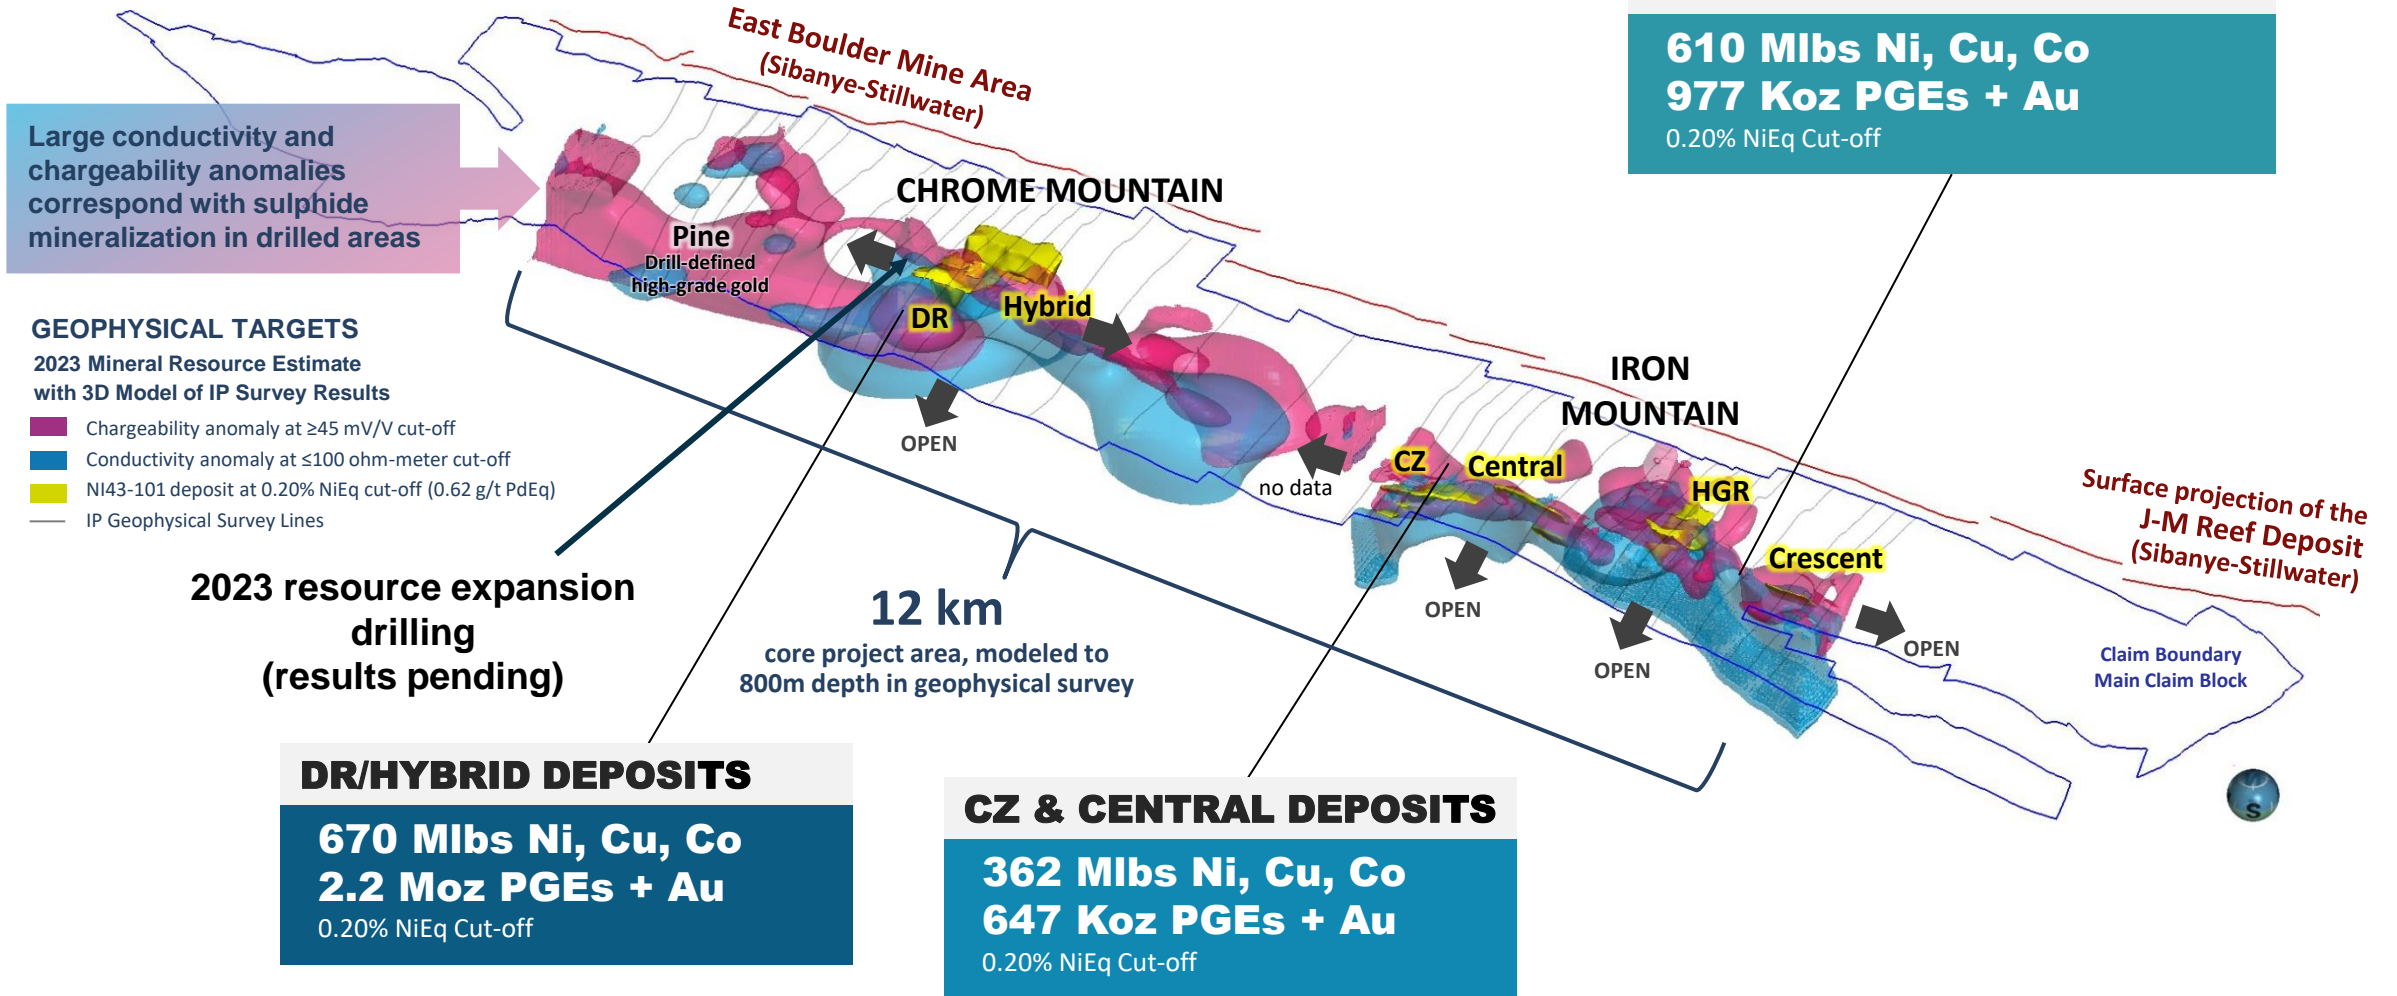 East Boulder Mine Area
(Sibanye-Stillwater)
610 Mlbs Ni, Cu, Co
977 Koz PGEs + Au
0.20% NiEq Cut-off
Large conductivity and
chargeability anomalies
correspond with sulphide
mineralization in drilled areas
CHROME MOUNTAIN
Pine
Drill-defined
high-grade gold
DR
Hybrid
OPEN
GEOPHYSICAL TARGETS
2023 Mineral Resource Estimate
with 3D Model of IP Survey Results
Chargeability anomaly at ≥45 mV/V cut-off
Conductivity anomaly at ≤100 ohm-meter cut-off
NI43-101 deposit at 0.20% NiEq cut-off (0.62 g/t PdEq)
IP Geophysical Survey Lines
IRON
MOUNTAIN
CZ
Central
no data
HGR
Crescent
OPEN
OPEN
OPEN
Surface projection of the
J-M Reef Deposit
(Sibanye-Stillwater)
Claim Boundary
Main Claim Block
2023 resource expansion
drilling
(results pending)
12 km
core project area, modeled to
800m depth in geophysical survey
DR/HYBRID DEPOSITS
670 Mlbs Ni, Cu, Co
2.2 Moz PGEs + Au
0.20% NiEq Cut-off
CZ & CENTRAL DEPOSITS
362 Mlbs Ni, Cu, Co
647 Koz PGEs + Au
0.20% NiEq Cut-off
S